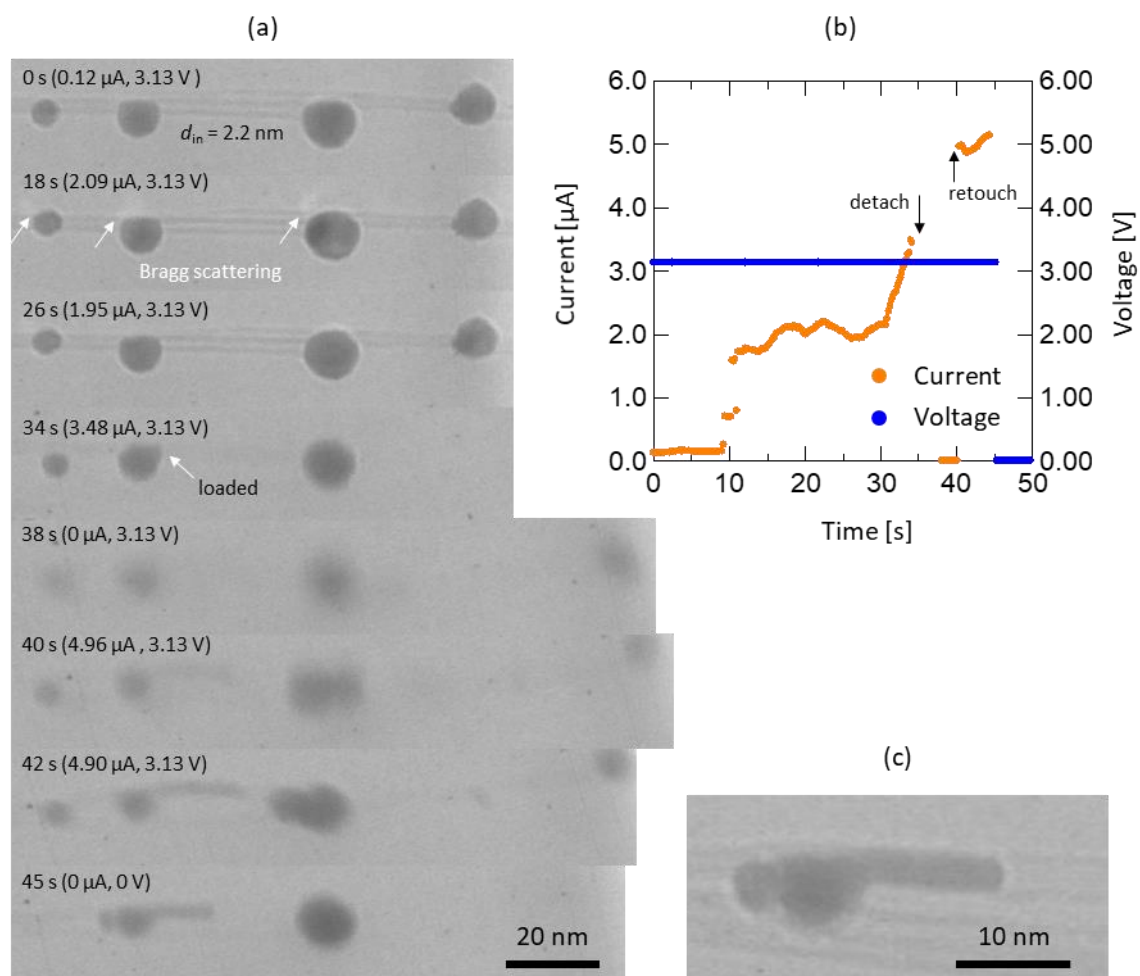 (a)
0 s (0.12 µA, 3.13 V )
d_in = 2.2 nm
18 s (2.09 µA, 3.13 V)
Bragg scattering
26 s (1.95 µA, 3.13 V)
34 s (3.48 µA, 3.13 V)
loaded
38 s (0 µA, 3.13 V)
40 s (4.96 µA , 3.13 V)
42 s (4.90 µA, 3.13 V)
45 s (0 µA, 0 V)
20 nm
(b)
6.0
5.0
4.0
3.0
2.0
1.0
0.0
Current [µA]
6.00
5.00
4.00
3.00
2.00
1.00
0.00
Voltage [V]
retouch
detach
Current
Voltage
0 10 20 30 40 50
Time [s]
(c)
10 nm